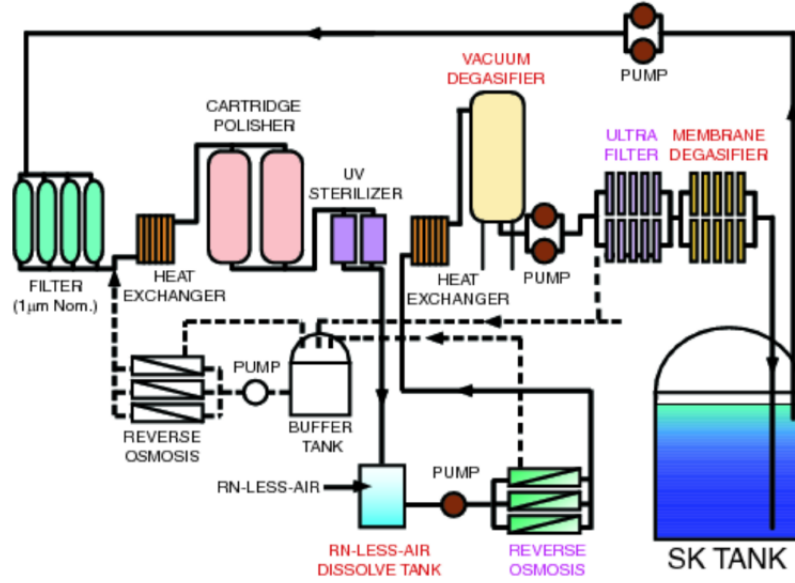 PUMP
VACUUM
DEGASIFIER
CARTRIDGE
POLISHER
ULTRA
FILTER
MEMBRANE
DEGASIFIER
UV
STERILIZER
FILTER
(1µm Nom.)
HEAT
EXCHANGER
HEAT
EXCHANGER
PUMP
PUMP
REVERSE
OSMOSIS
BUFFER
TANK
RN-LESS-AIR
PUMP
RN-LESS-AIR
DISSOLVE TANK
REVERSE
OSMOSIS
SK TANK